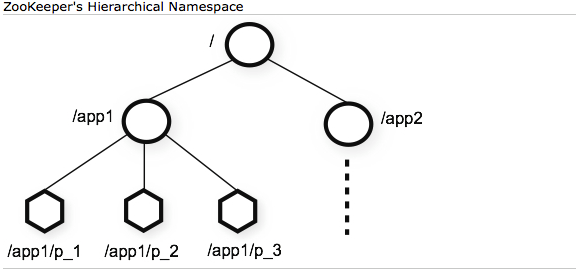 ZooKeeper's Hierarchical Namespace
/
/app1
/app2
/app1/p_1
/app1/p_2
/app1/p_3